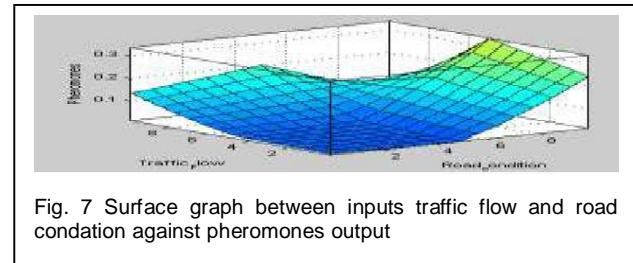 0.3
0.2
0.1
Pheromones
8
6
4
2
2
4
6
8
Traffic_flow
Road_condition
Fig. 7 Surface graph between inputs traffic flow and road
condation against pheromones output